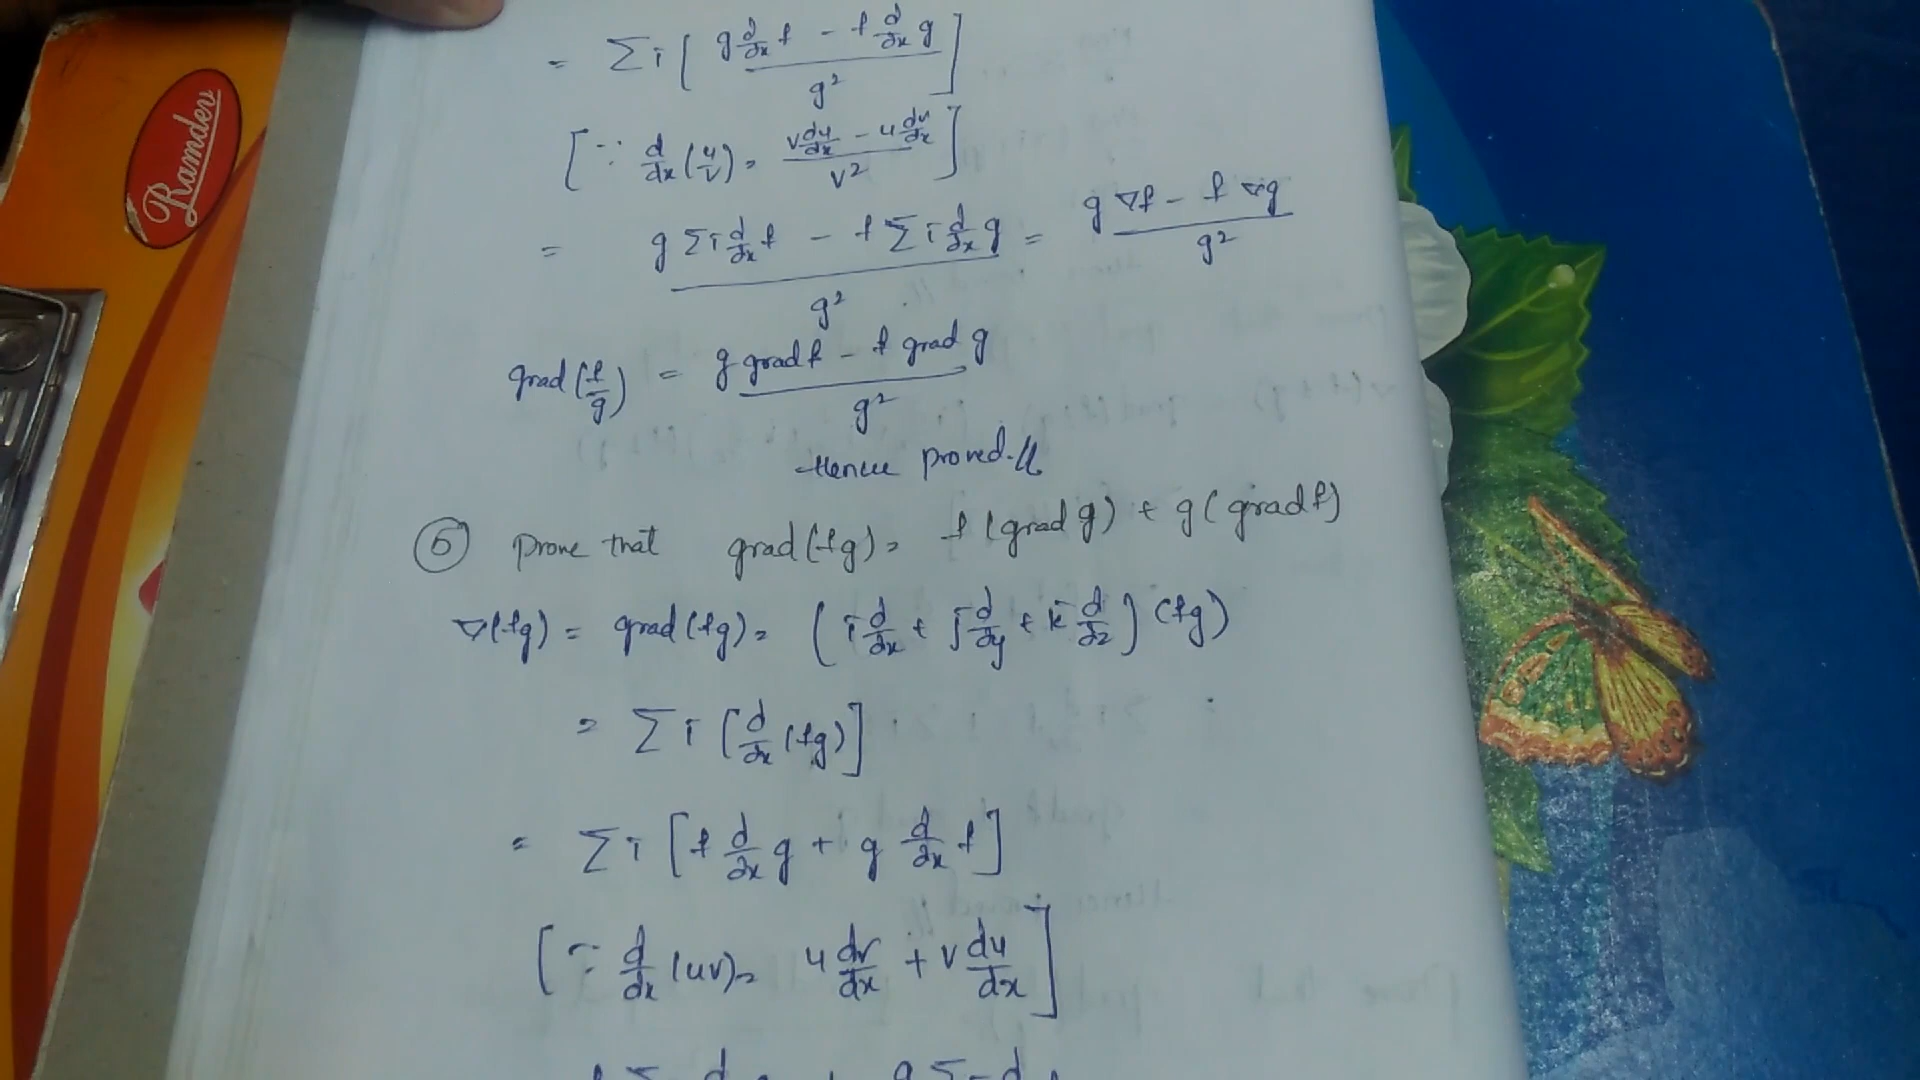 Ramdev
= Σ i [ (g ∂/∂x f - f ∂/∂x g) / g² ]
[ ∵ d/dx (u/v) = (v du/dx - u dv/dx) / v² ]
= (g Σ i ∂/∂x f - f Σ i ∂/∂x g) / g² = (g ∇f - f ∇g) / g²
grad (f/g) = (g grad f - f grad g) / g²
Hence proved. //
⑤ prove that grad (fg) = f (grad g) + g (grad f)
∇(fg) = grad (fg) = ( i ∂/∂x + j ∂/∂y + k ∂/∂z ) (fg)
= Σ i [ ∂/∂x (fg) ]
= Σ i [ f ∂/∂x g + g ∂/∂x f ]
[ ∵ d/dx (uv) = u dv/dx + v du/dx ]